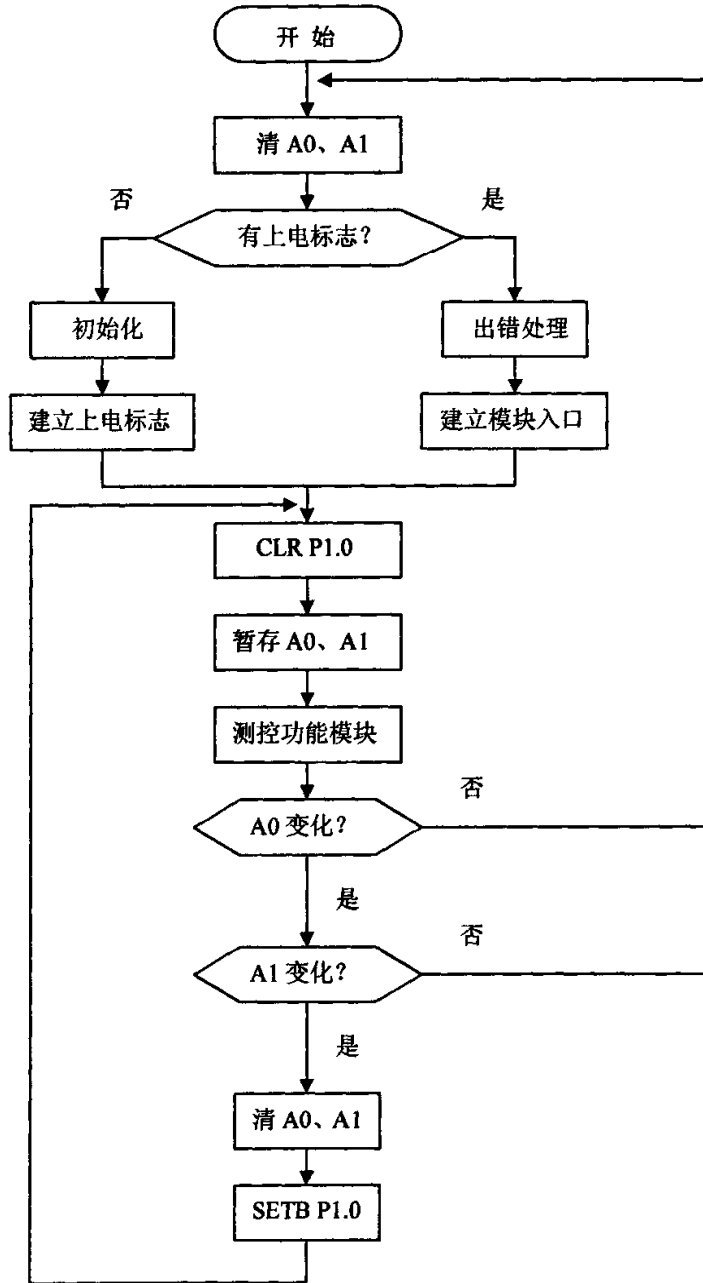 开 始
清 A0、A1
否
是
有上电标志?
初始化
出错处理
建立上电标志
建立模块入口
CLR P1.0
暂存 A0、A1
测控功能模块
否
A0 变化?
是
否
A1 变化?
是
清 A0、A1
SETB P1.0